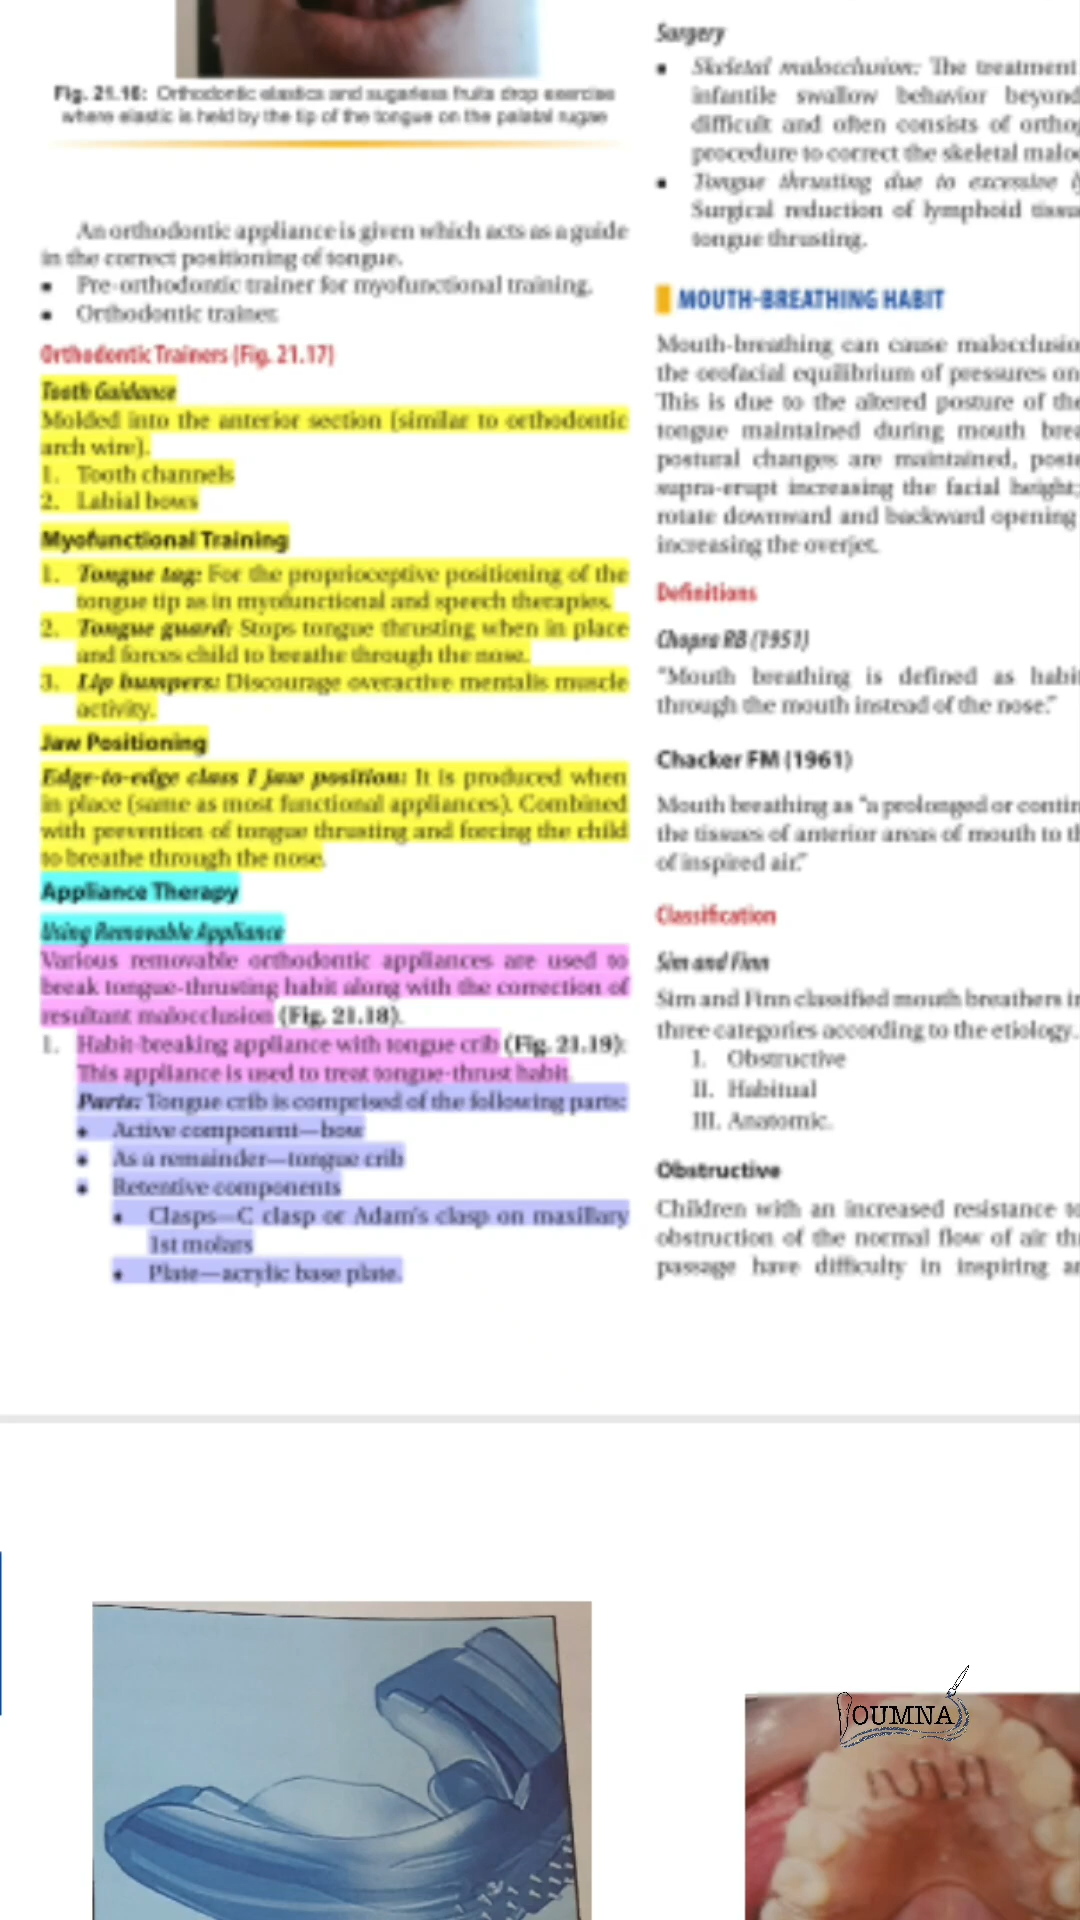 Fig. 21.16: Orthodontic elastics and sugarless fruits drop exercise
where elastic is held by the tip of the tongue on the palatal rugae
An orthodontic appliance is given which acts as a guide
in the correct positioning of tongue.
▪ Pre-orthodontic trainer for myofunctional training.
▪ Orthodontic trainer.
Orthodontic Trainers (Fig. 21.17)
Tooth Guidance
Molded into the anterior section (similar to orthodontic
arch wire).
1. Tooth channels
2. Labial bows
Myofunctional Training
1. Tongue tag: For the proprioceptive positioning of the
tongue tip as in myofunctional and speech therapies.
2. Tongue guard: Stops tongue thrusting when in place
and forces child to breathe through the nose.
3. Lip bumpers: Discourage overactive mentalis muscle
activity.
Jaw Positioning
Edge-to-edge class I jaw position: It is produced when
in place (same as most functional appliances). Combined
with prevention of tongue thrusting and forcing the child
to breathe through the nose.
Appliance Therapy
Using Removable Appliance
Various removable orthodontic appliances are used to
break tongue-thrusting habit along with the correction of
resultant malocclusion (Fig. 21.18).
1. Habit-breaking appliance with tongue crib (Fig. 21.19):
This appliance is used to treat tongue-thrust habit.
Parts: Tongue crib is comprised of the following parts:
• Active component—bow
• As a remainder—tongue crib
• Retentive components
• Clasps—C clasp or Adam's clasp on maxillary
1st molars
• Plate—acrylic base plate.
Surgery
▪ Skeletal malocclusion: The treatment
infantile swallow behavior beyond
difficult and often consists of orthog
procedure to correct the skeletal maloc
▪ Tongue thrusting due to excessive ly
Surgical reduction of lymphoid tissu
tongue thrusting.
MOUTH-BREATHING HABIT
Mouth-breathing can cause malocclusio
the orofacial equilibrium of pressures on
This is due to the altered posture of the
tongue maintained during mouth brea
postural changes are maintained, poste
supra-erupt increasing the facial height;
rotate downward and backward opening
increasing the overjet.
Definitions
Chopra RB (1951)
"Mouth breathing is defined as habit
through the mouth instead of the nose."
Chacker FM (1961)
Mouth breathing as "a prolonged or contin
the tissues of anterior areas of mouth to th
of inspired air."
Classification
Sim and Finn
Sim and Finn classified mouth breathers in
three categories according to the etiology.
I. Obstructive
II. Habitual
III. Anatomic.
Obstructive
Children with an increased resistance to
obstruction of the normal flow of air thr
passage have difficulty in inspiring an
JOUMNA